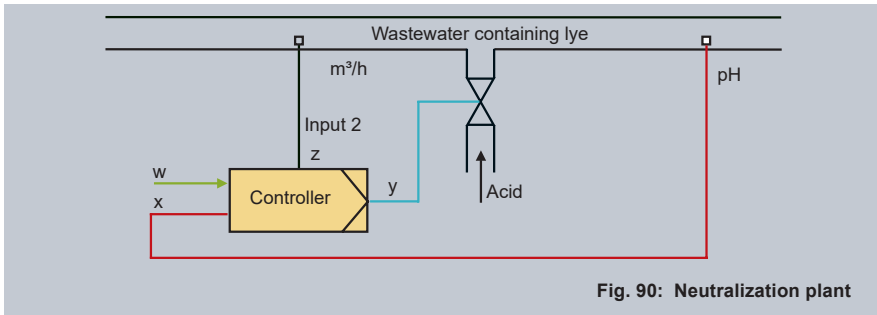 Wastewater containing lye
m³/h
pH
Input 2
z
w
x
Controller
y
Acid
Fig. 90: Neutralization plant